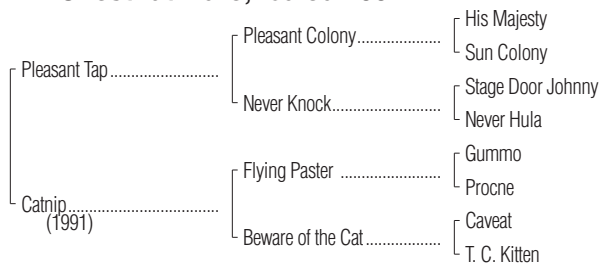 His Majesty
Pleasant Colony
Sun Colony
Pleasant Tap
Stage Door Johnny
Never Knock
Never Hula
Gummo
Flying Paster
Procne
Catnip
(1991)
Caveat
Beware of the Cat
T. C. Kitten